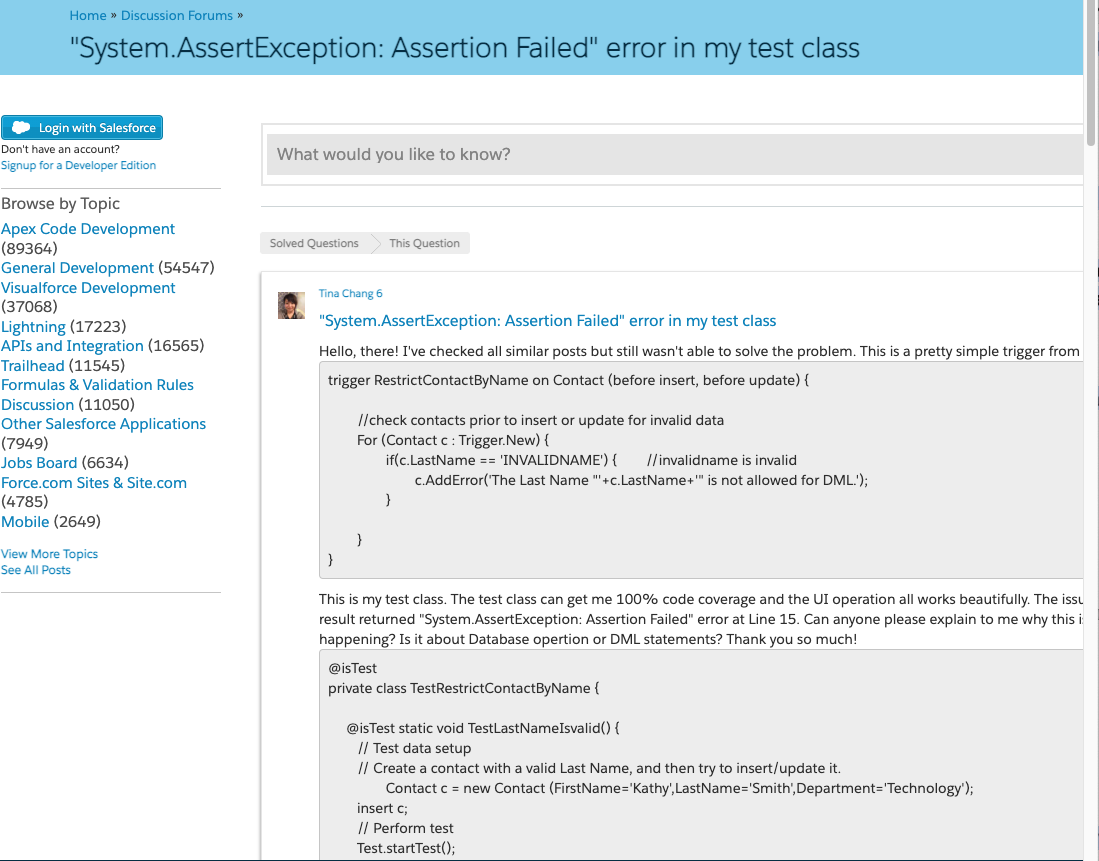 Home » Discussion Forums »
"System.AssertException: Assertion Failed" error in my test class
Login with Salesforce
Don't have an account?
Signup for a Developer Edition
Browse by Topic
Apex Code Development
(89364)
General Development (54547)
Visualforce Development
(37068)
Lightning (17223)
APIs and Integration (16565)
Trailhead (11545)
Formulas & Validation Rules
Discussion (11050)
Other Salesforce Applications
(7949)
Jobs Board (6634)
Force.com Sites & Site.com
(4785)
Mobile (2649)
View More Topics
See All Posts
What would you like to know?
Solved Questions This Question
Tina Chang 6
"System.AssertException: Assertion Failed" error in my test class
Hello, there! I've checked all similar posts but still wasn't able to solve the problem. This is a pretty simple trigger from
trigger RestrictContactByName on Contact (before insert, before update) {
//check contacts prior to insert or update for invalid data
For (Contact c : Trigger.New) {
if(c.LastName == 'INVALIDNAME') { //invalidname is invalid
c.AddError('The Last Name "'+c.LastName+'" is not allowed for DML.');
}
}
}
This is my test class. The test class can get me 100% code coverage and the UI operation all works beautifully. The issu
result returned "System.AssertException: Assertion Failed" error at Line 15. Can anyone please explain to me why this i
happening? Is it about Database opertion or DML statements? Thank you so much!
@isTest
private class TestRestrictContactByName {
@isTest static void TestLastNameIsvalid() {
// Test data setup
// Create a contact with a valid Last Name, and then try to insert/update it.
Contact c = new Contact (FirstName='Kathy',LastName='Smith',Department='Technology');
insert c;
// Perform test
Test.startTest();